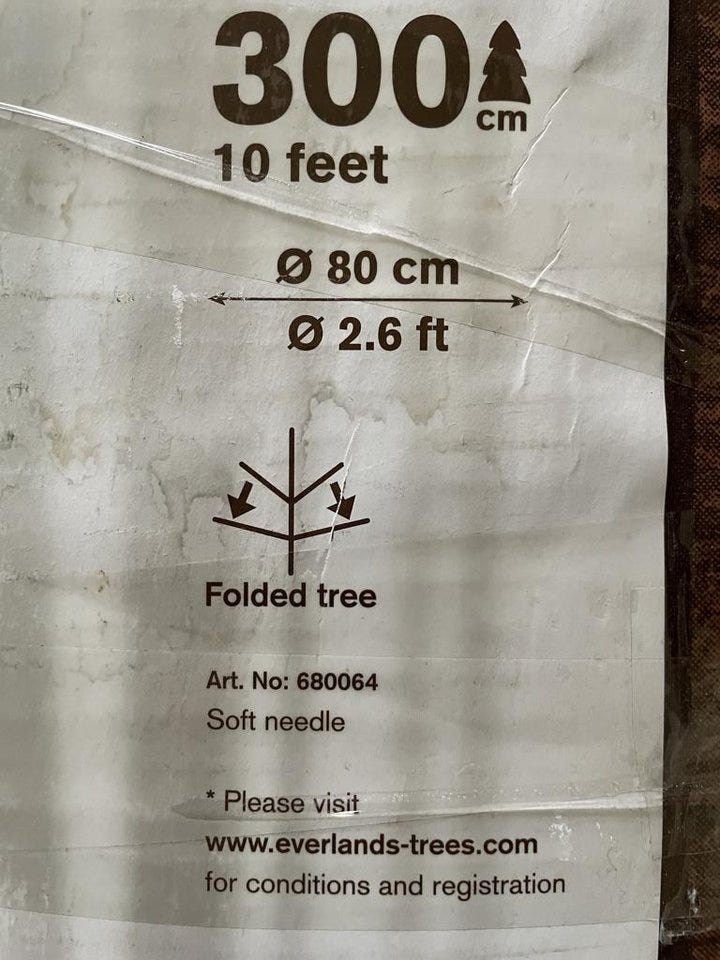 300 cm
10 feet
Ø 80 cm
Ø 2.6 ft
Folded tree
Art. No: 680064
Soft needle
* Please visit
www.everlands-trees.com
for conditions and registration